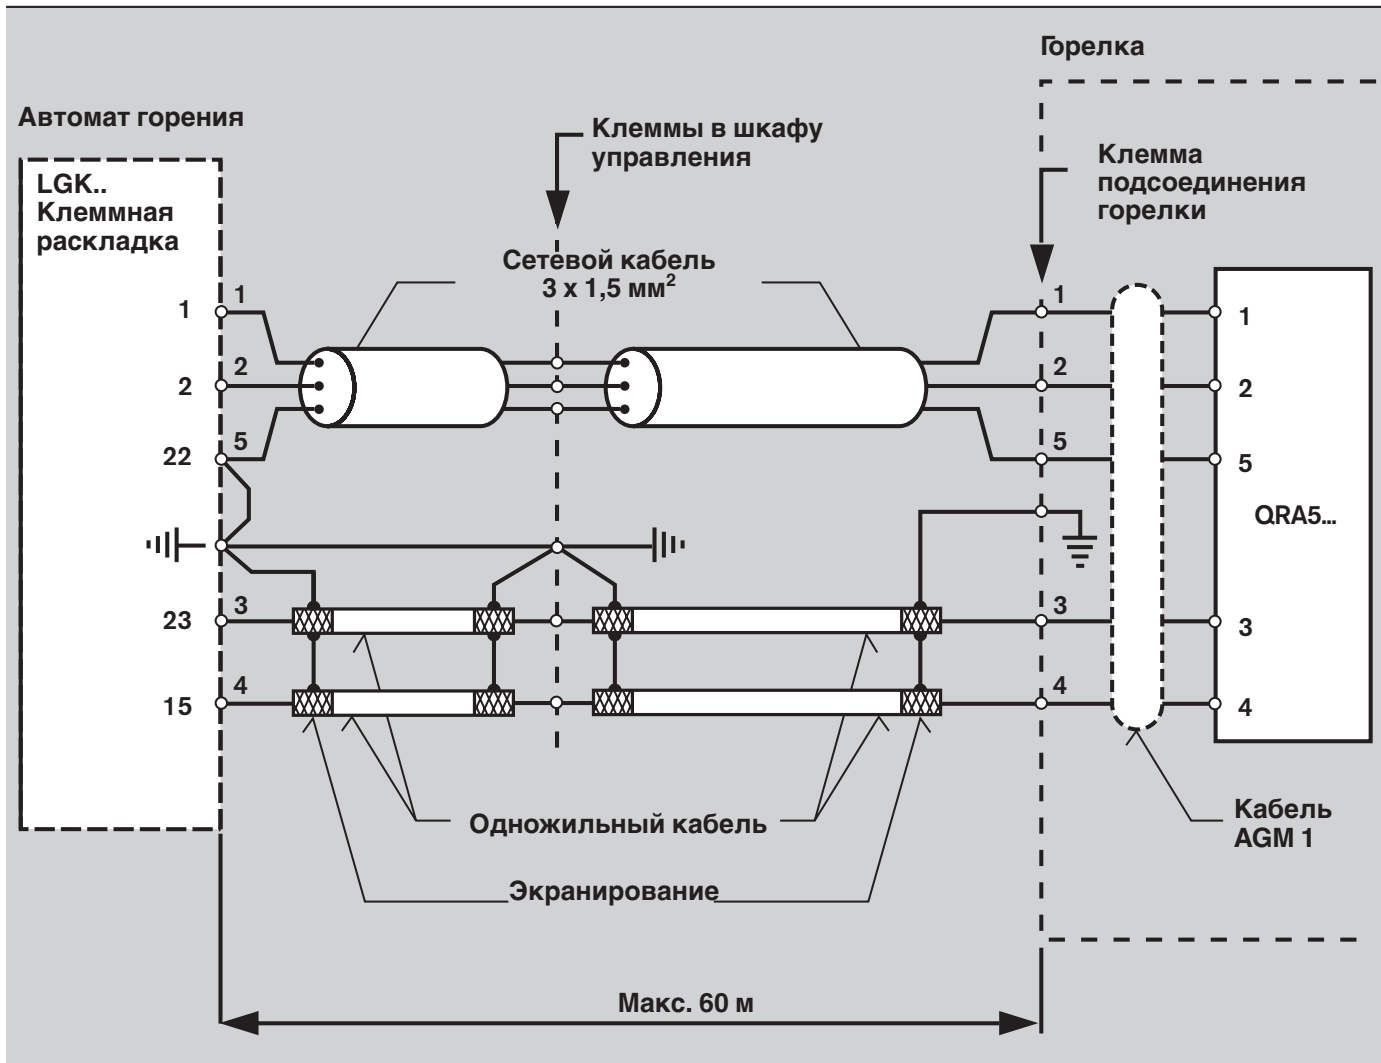 Горелка
Автомат горения
Клеммы в шкафу
управления
Клемма
подсоединения
горелки
LGK..
Клеммная
раскладка
Сетевой кабель
3 x 1,5 мм²
1
1
1
1
2
2
2
2
22
5
5
5
QRA5...
23
3
3
3
15
4
4
4
Одножильный кабель
Кабель
AGM 1
Экранирование
Макс. 60 м